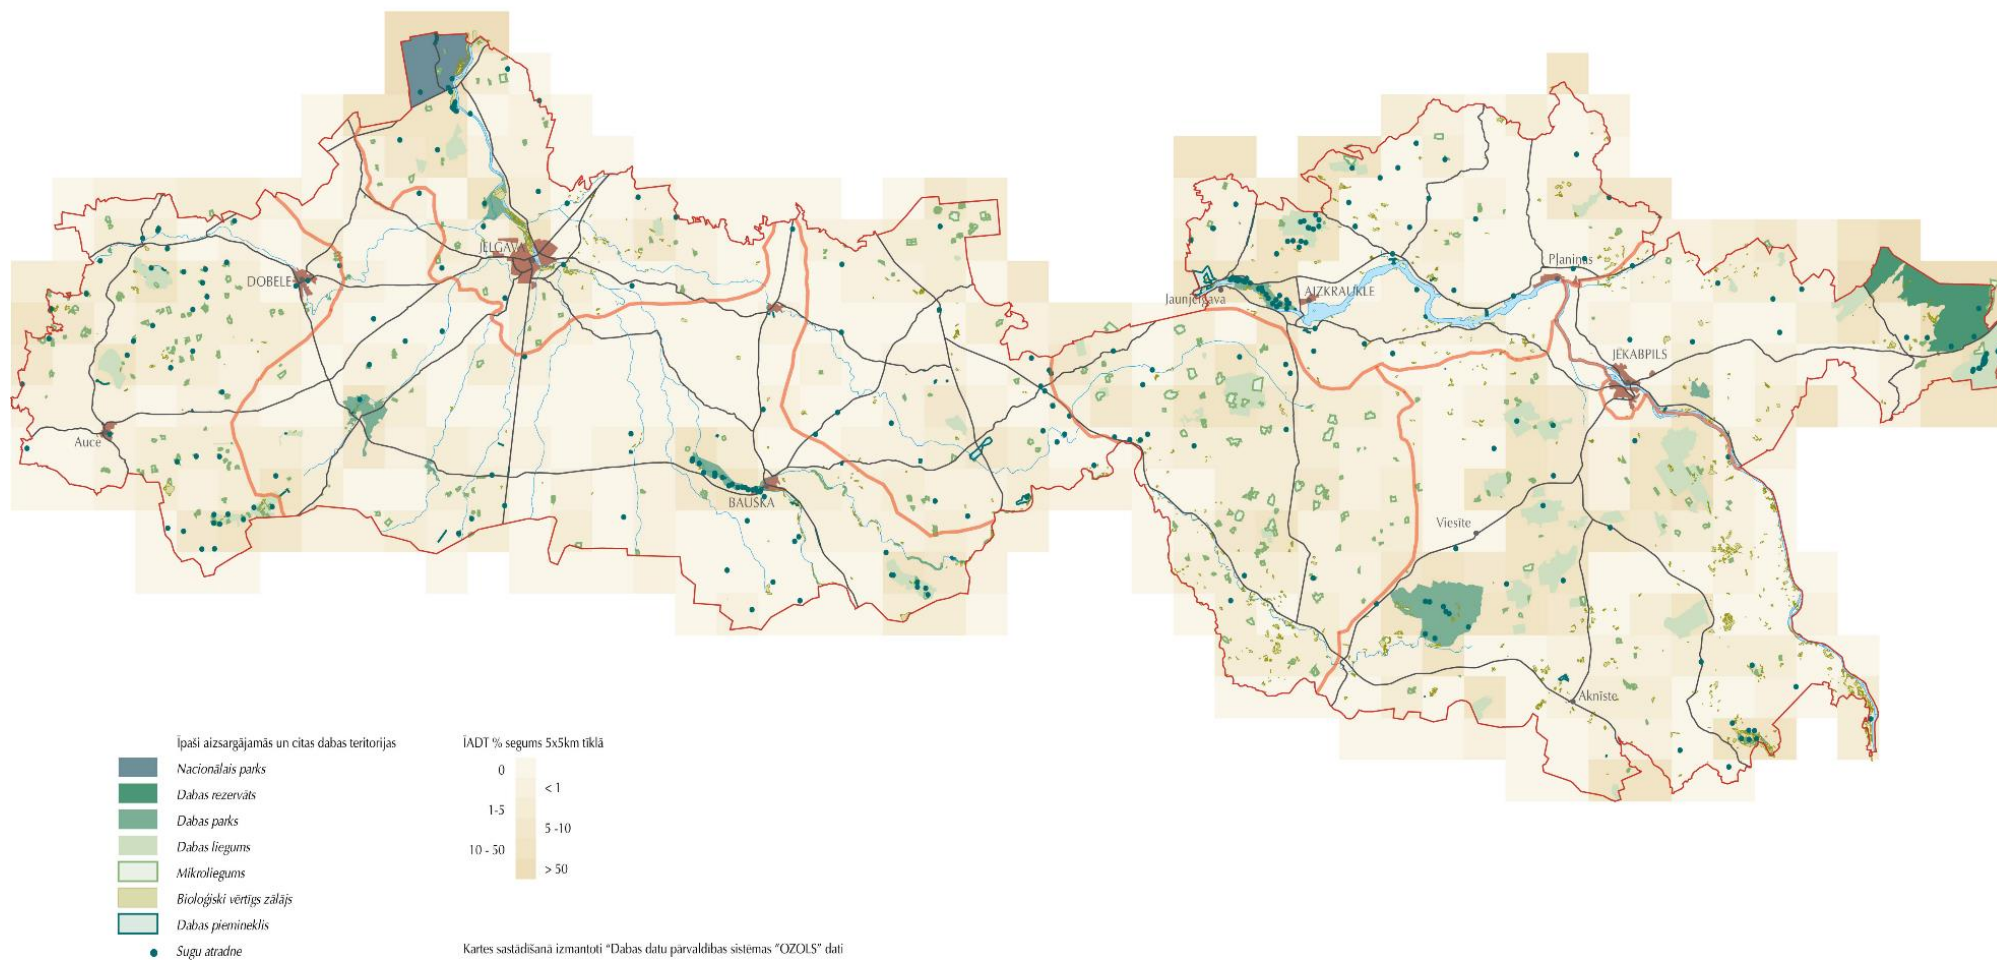 JELGAVA
DOBELE
Auce
BAUSKA
Jaunjelgava
AIZKRAUKLE
Pļaviņas
JĒKABPILS
Viesīte
Aknīste
Īpaši aizsargājamās un citas dabas teritorijas
Nacionālais parks
Dabas rezervāts
Dabas parks
Dabas liegums
Mikroliegums
Bioloģiski vērtīgs zālājs
Dabas piemineklis
Sugu atradne
ĪADT % segums 5x5km tīklā
0
< 1
1-5
5 -10
10 - 50
> 50
Kartes sastādīšanā izmantoti "Dabas datu pārvaldības sistēmas "OZOLS" dati